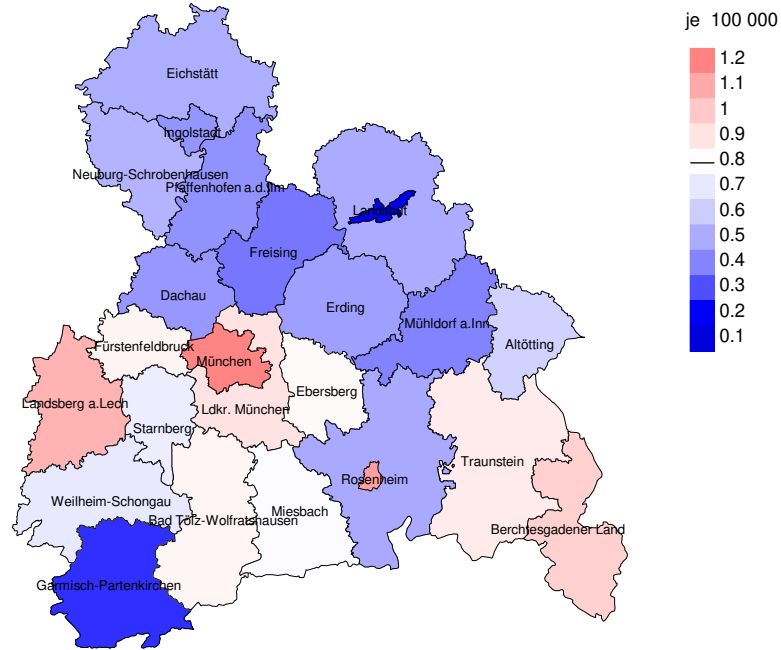 je 100 000
1.2
1.1
1
0.9
0.8
0.7
0.6
0.5
0.4
0.3
0.2
0.1
Eichstätt
Ingolstadt
Neuburg-Schrobenhausen
Pfaffenhofen a.d.Ilm
Landshut
Freising
Dachau
Erding
Mühldorf a.Inn
Altötting
Fürstenfeldbruck
München
Ebersberg
Landsberg a.Lech
Ldkr. München
Starnberg
Traunstein
Rosenheim
Weilheim-Schongau
Miesbach
Bad Tölz-Wolfratshausen
Berchtesgadener Land
Garmisch-Partenkirchen